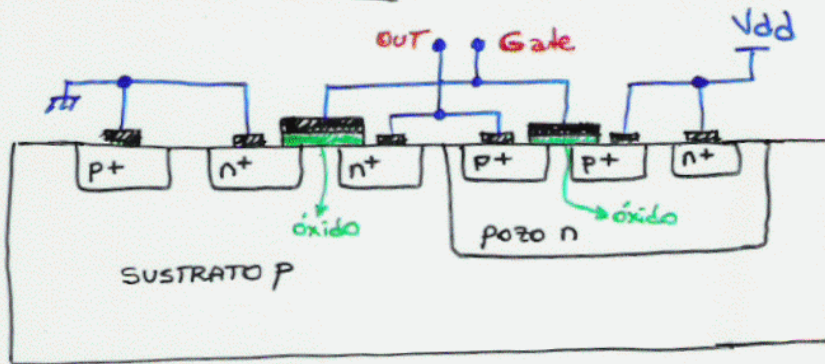 OUT Gate Vdd
p+ n+ n+ p+ p+ n+
óxido óxido
pozo n
SUSTRATO P